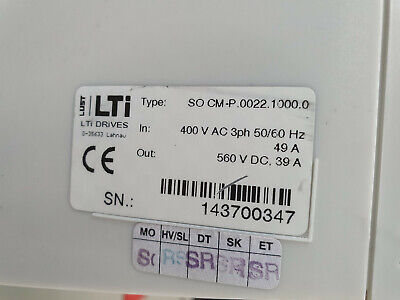 LUST LTi
LTi DRIVES
D-35633 Lahnau
Type: SO CM-P.0022.1000.0
In: 400 V AC 3ph 50/60 Hz
49 A
Out: 560 V DC, 39 A
CE
SN.: 143700347
MO HV/SL DT SK ET
SR SR SR